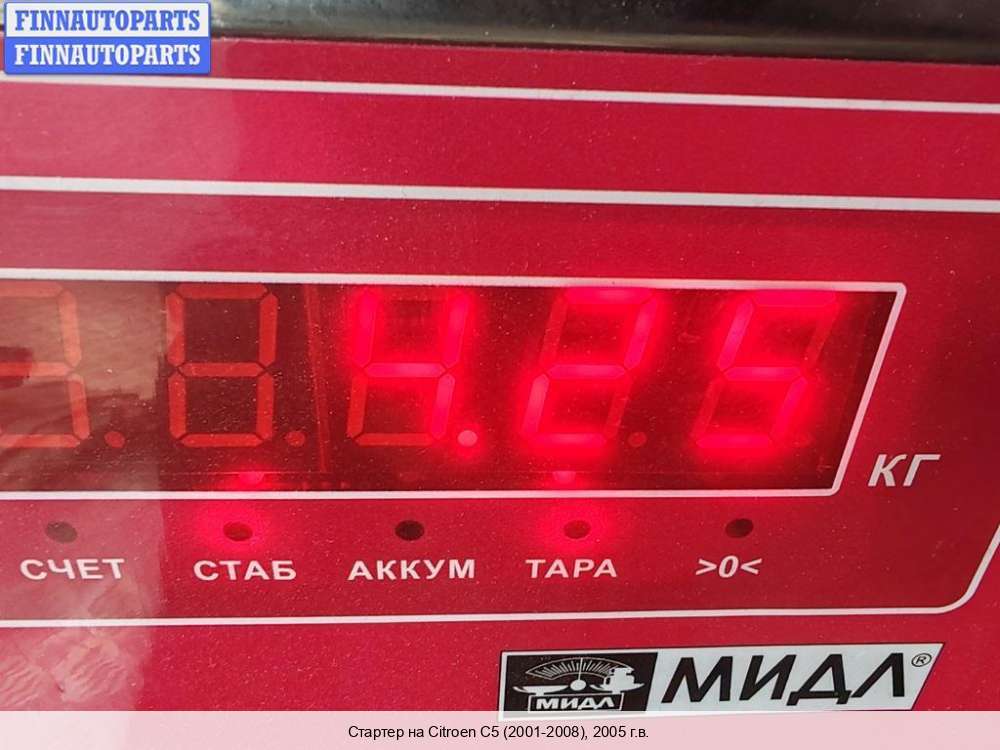 FINNAUTOPARTS
FINNAUTOPARTS
4.25
КГ
СЧЕТ СТАБ АККУМ ТАРА >0<
МИДЛ МИДЛ®
Стартер на Citroen C5 (2001-2008), 2005 г.в.